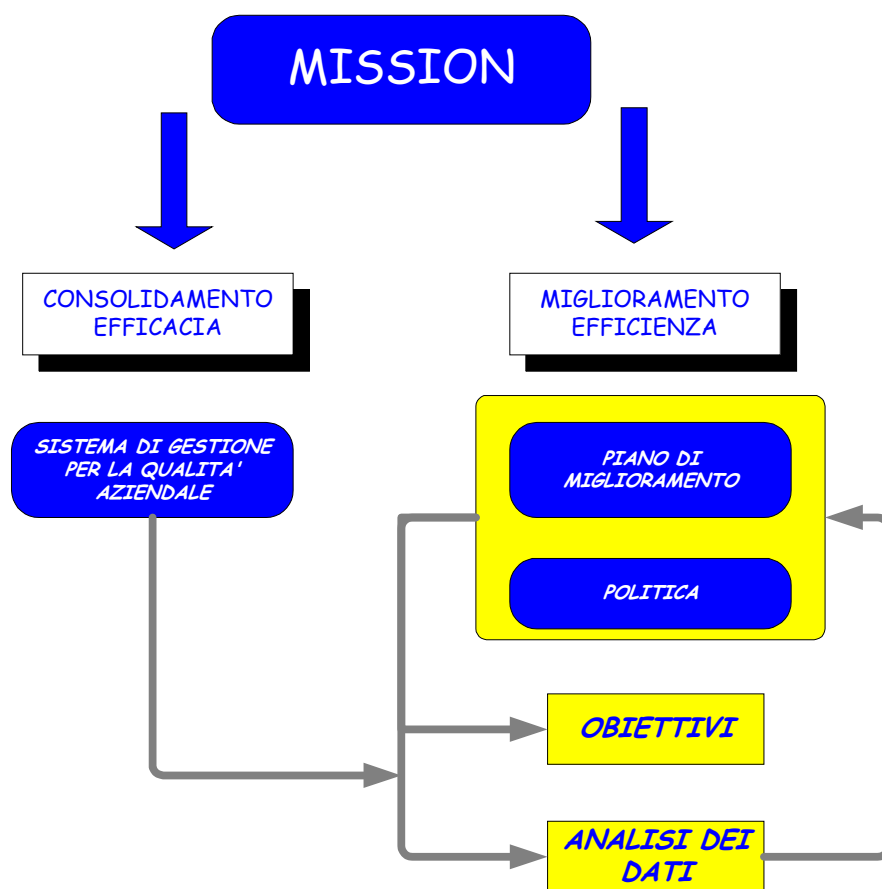 MISSION
CONSOLIDAMENTO
EFFICACIA
MIGLIORAMENTO
EFFICIENZA
SISTEMA DI GESTIONE
PER LA QUALITA'
AZIENDALE
PIANO DI
MIGLIORAMENTO
POLITICA
OBIETTIVI
ANALISI DEI
DATI